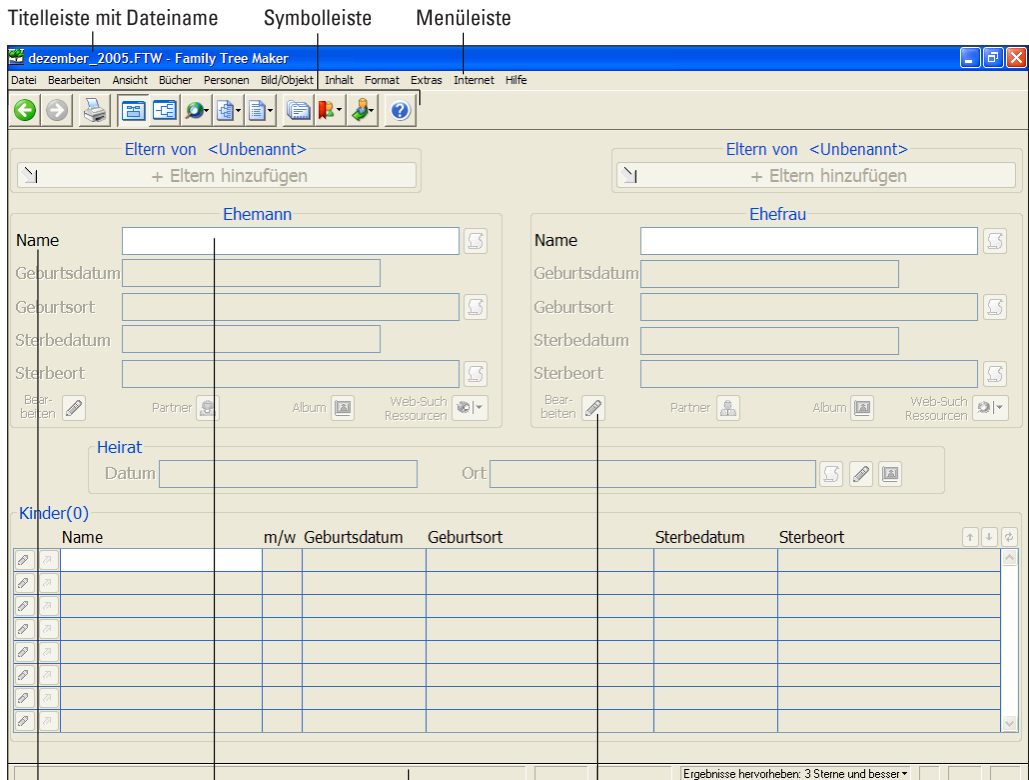 Titelleiste mit Dateiname Symbolleiste Menüleiste
dezember_2005.FTW - Family Tree Maker
Datei Bearbeiten Ansicht Bücher Personen Bild/Objekt Inhalt Format Extras Internet Hilfe
Eltern von <Unbenannt> Eltern von <Unbenannt>
+ Eltern hinzufügen + Eltern hinzufügen
Ehemann Ehefrau
Name Name
Geburtsdatum Geburtsdatum
Geburtsort Geburtsort
Sterbedatum Sterbedatum
Sterbeort Sterbeort
Bear- Web-Such Bear- Web-Such
beiten Partner Album Ressourcen beiten Partner Album Ressourcen
Heirat
Datum Ort
Kinder(0)
Name m/w Geburtsdatum Geburtsort Sterbedatum Sterbeort
Ergebnisse hervorheben: 3 Sterne und besser